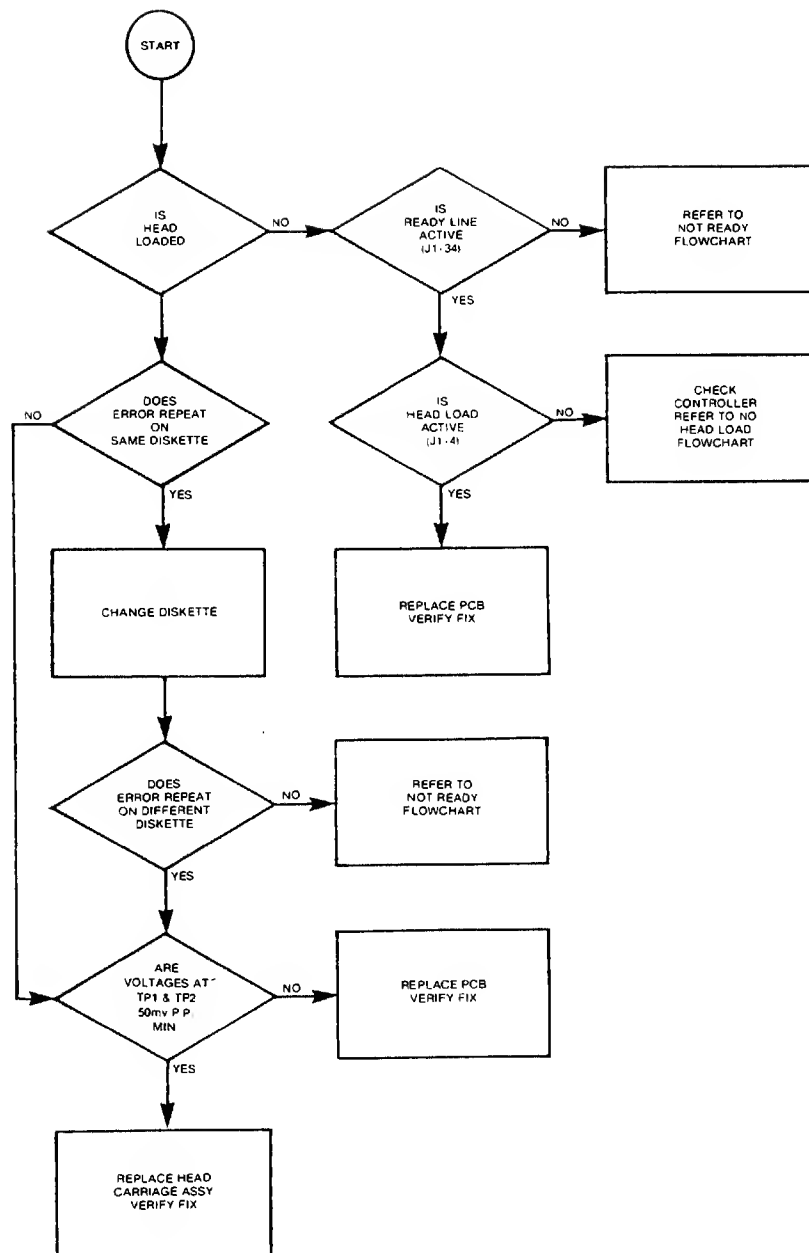 START
IS
HEAD
LOADED
NO
IS
READY LINE
ACTIVE
(J1-34)
NO
REFER TO
NOT READY
FLOWCHART
YES
DOES
ERROR REPEAT
ON
SAME DISKETTE
NO
YES
IS
HEAD LOAD
ACTIVE
(J1-4)
NO
CHECK
CONTROLLER
REFER TO NO
HEAD LOAD
FLOWCHART
YES
CHANGE DISKETTE
REPLACE PCB
VERIFY FIX
DOES
ERROR REPEAT
ON DIFFERENT
DISKETTE
NO
REFER TO
NOT READY
FLOWCHART
YES
ARE
VOLTAGES AT
TP1 & TP2
50mv P.P.
MIN
NO
REPLACE PCB
VERIFY FIX
YES
REPLACE HEAD
CARRIAGE ASSY
VERIFY FIX